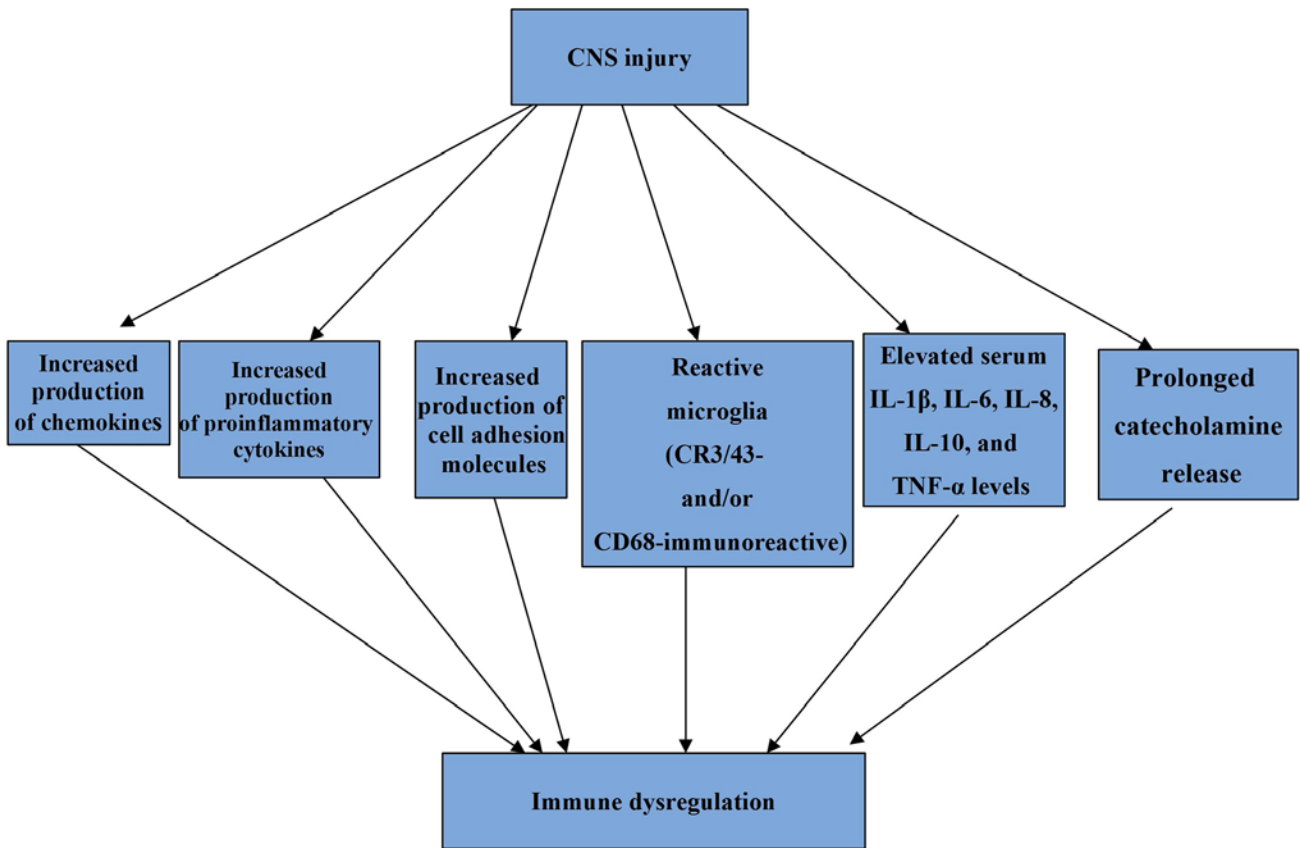 CNS injury
Increased
production
of chemokines
Increased
production
of proinflammatory
cytokines
Increased
production of
cell adhesion
molecules
Reactive
microglia
(CR3/43-
and/or
CD68-immunoreactive)
Elevated serum
IL-1β, IL-6, IL-8,
IL-10, and
TNF-α levels
Prolonged
catecholamine
release
Immune dysregulation